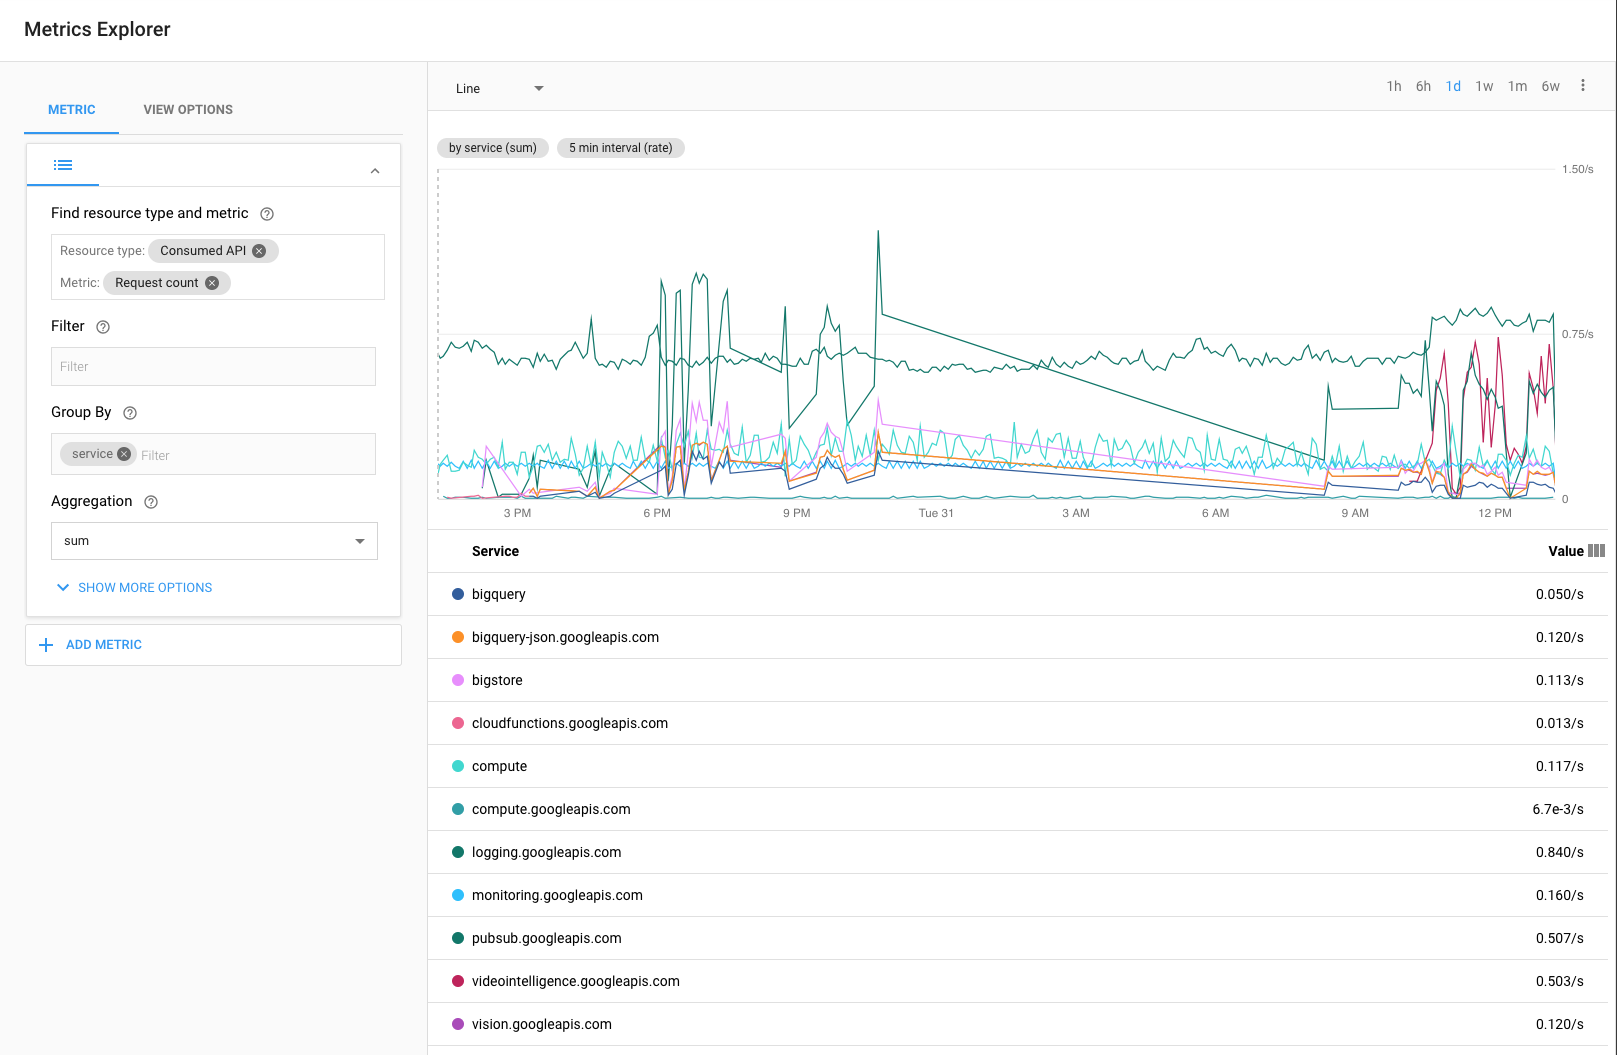 Metrics Explorer
METRIC VIEW OPTIONS
Find resource type and metric
Resource type: Consumed API
Metric: Request count
Filter
Filter
Group By
service Filter
Aggregation
sum
SHOW MORE OPTIONS
ADD METRIC
Line 1h 6h 1d 1w 1m 6w
by service (sum) 5 min interval (rate)
1.50/s
0.75/s
0
3 PM 6 PM 9 PM Tue 31 3 AM 6 AM 9 AM 12 PM
Service Value
bigquery 0.050/s
bigquery-json.googleapis.com 0.120/s
bigstore 0.113/s
cloudfunctions.googleapis.com 0.013/s
compute 0.117/s
compute.googleapis.com 6.7e-3/s
logging.googleapis.com 0.840/s
monitoring.googleapis.com 0.160/s
pubsub.googleapis.com 0.507/s
videointelligence.googleapis.com 0.503/s
vision.googleapis.com 0.120/s